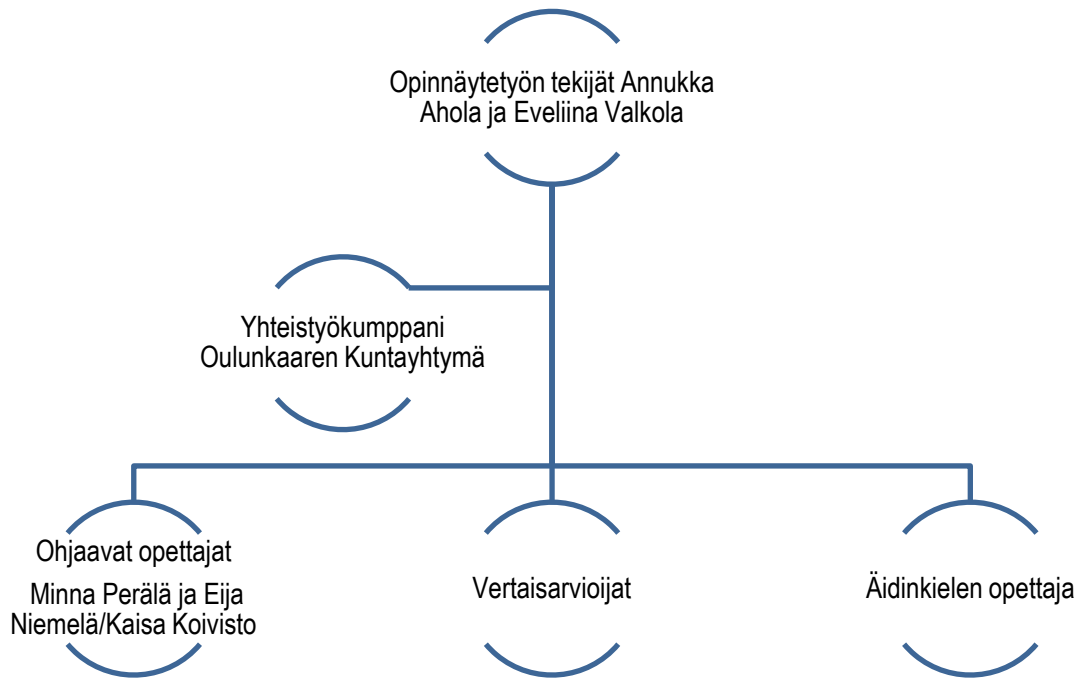 Opinnäytetyön tekijät Annukka
Ahola ja Eveliina Valkola
Yhteistyökumppani
Oulunkaaren Kuntayhtymä
Ohjaavat opettajat
Minna Perälä ja Eija
Niemelä/Kaisa Koivisto
Vertaisarvioijat
Äidinkielen opettaja